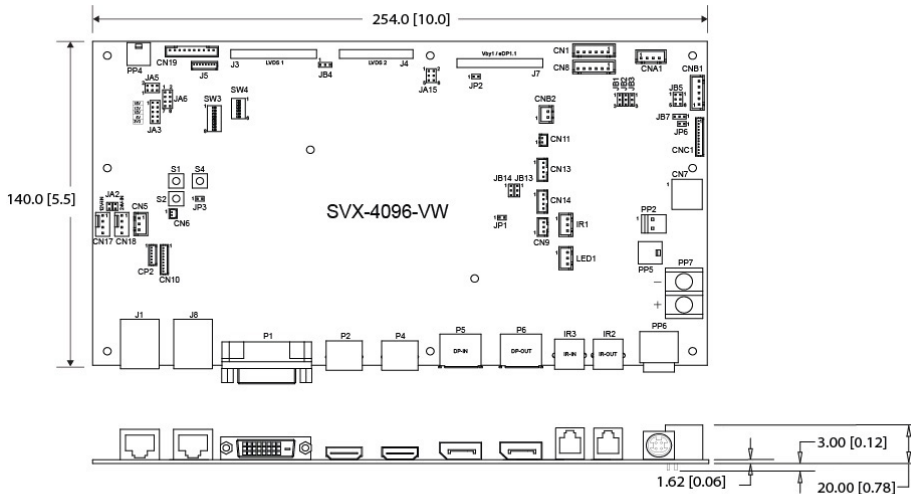 254.0 [10.0]
140.0 [5.5]
PP4
CN19
J5
J3
LVDS 1
JB4
LVDS 2
J4
JA15
Vby1 / eDP1.1
JP2
J7
CN1
CN8
CNA1
CNB1
JB1
JB2
JB3
JB5
JB7
JP6
CNC1
JA5
JA6
JA3
SW3
SW4
CNB2
CN11
CN13
JB14
JB13
CN14
JP1
CN9
IR1
LED1
CN7
PP2
PP5
PP7
S1
S4
S2
JP3
CN6
JA2
CN5
CN17
CN18
CP2
CN10
SVX-4096-VW
J1
J8
P1
P2
P4
P5
DP-IN
P6
DP-OUT
IR3
IR-IN
IR2
IR-OUT
PP6
−
+
3.00 [0.12]
1.62 [0.06]
20.00 [0.78]